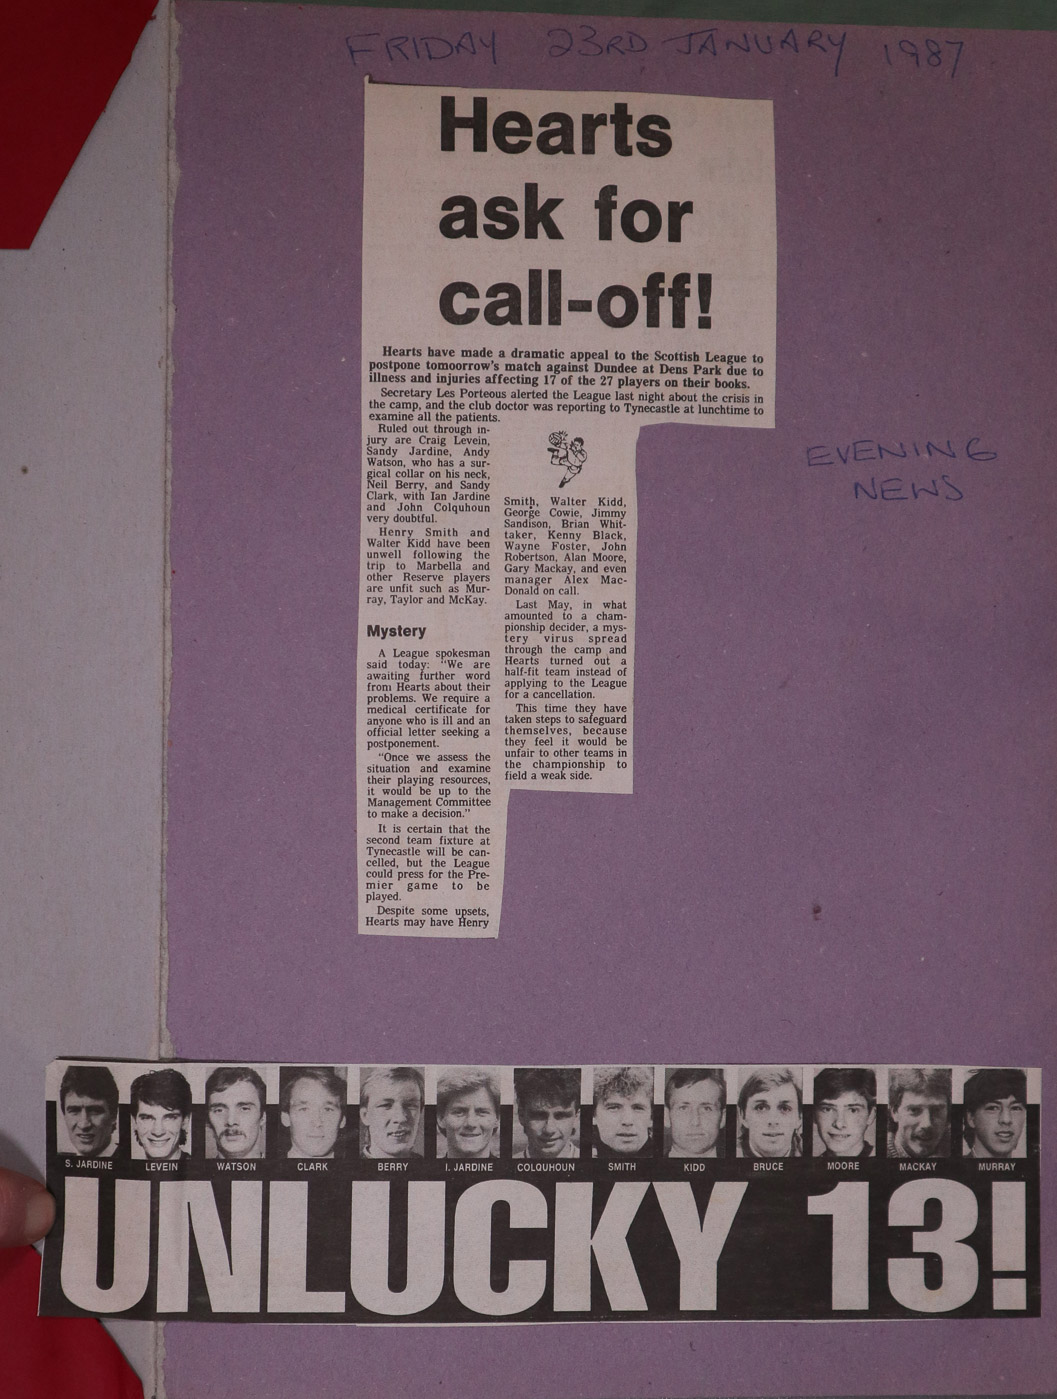 FRIDAY 23RD JANUARY 1987
Hearts
ask for
call-off!
Hearts have made a dramatic appeal to the Scottish League to
postpone tomoorrow's match against Dundee at Dens Park due to
illness and injuries affecting 17 of the 27 players on their books.
Secretary Les Porteous alerted the League last night about the crisis in
the camp, and the club doctor was reporting to Tynecastle at lunchtime to
examine all the patients.
Ruled out through in-
jury are Craig Levein,
Sandy Jardine, Andy
Watson, who has a sur-
gical collar on his neck,
Neil Berry, and Sandy
Clark, with Ian Jardine
and John Colquhoun
very doubtful.
Henry Smith and
Walter Kidd have been
unwell following the
trip to Marbella and
other Reserve players
are unfit such as Mur-
ray, Taylor and McKay.
Mystery
A League spokesman
said today: "We are
awaiting further word
from Hearts about their
problems. We require a
medical certificate for
anyone who is ill and an
official letter seeking a
postponement.
"Once we assess the
situation and examine
their playing resources,
it would be up to the
Management Committee
to make a decision."
It is certain that the
second team fixture at
Tynecastle will be can-
celled, but the League
could press for the Pre-
mier game to be
played.
Despite some upsets,
Hearts may have Henry
Smith, Walter Kidd,
George Cowie, Jimmy
Sandison, Brian Whit-
taker, Kenny Black,
Wayne Foster, John
Robertson, Alan Moore,
Gary Mackay, and even
manager Alex Mac-
Donald on call.
Last May, in what
amounted to a cham-
pionship decider, a mys-
tery virus spread
through the camp and
Hearts turned out a
half-fit team instead of
applying to the League
for a cancellation.
This time they have
taken steps to safeguard
themselves, because
they feel it would be
unfair to other teams in
the championship to
field a weak side.
EVENING
NEWS
S. JARDINE LEVEIN WATSON CLARK BERRY I. JARDINE COLQUHOUN SMITH KIDD BRUCE MOORE MACKAY MURRAY
UNLUCKY 13!